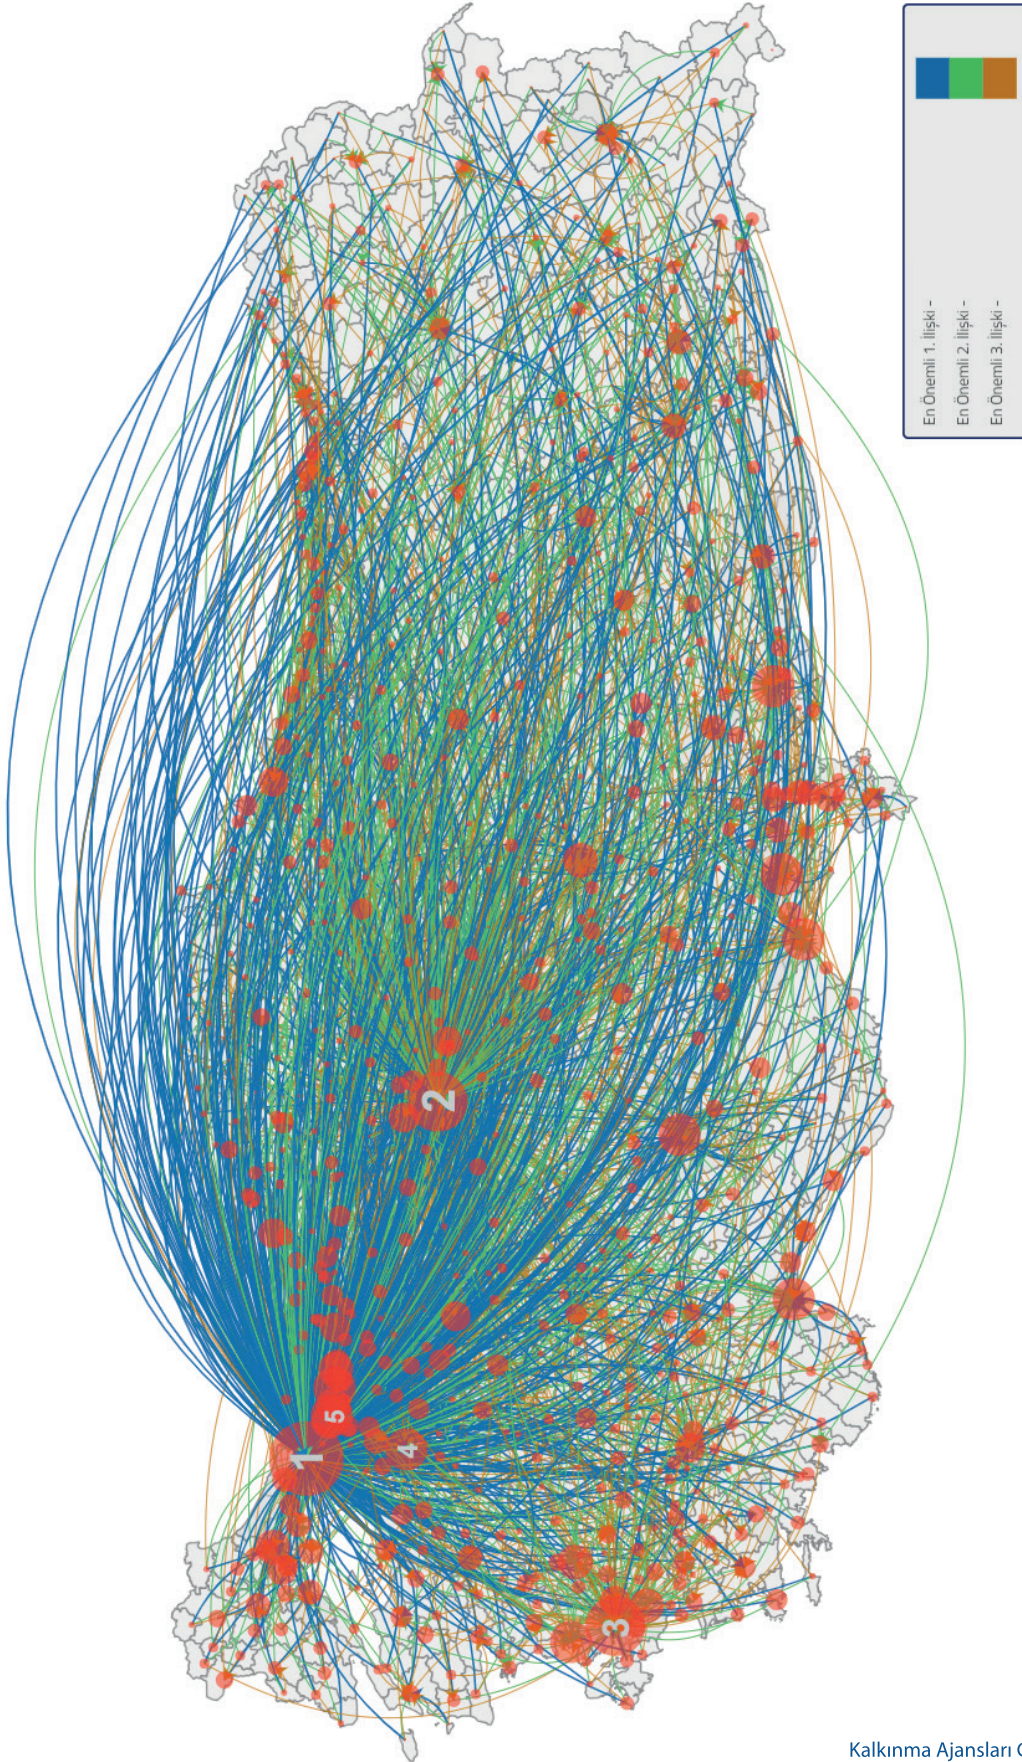 1
2
3
4
5
En Önemli 1. İlişki -
En Önemli 2. İlişki -
En Önemli 3. İlişki -
Kalkınma Ajansları